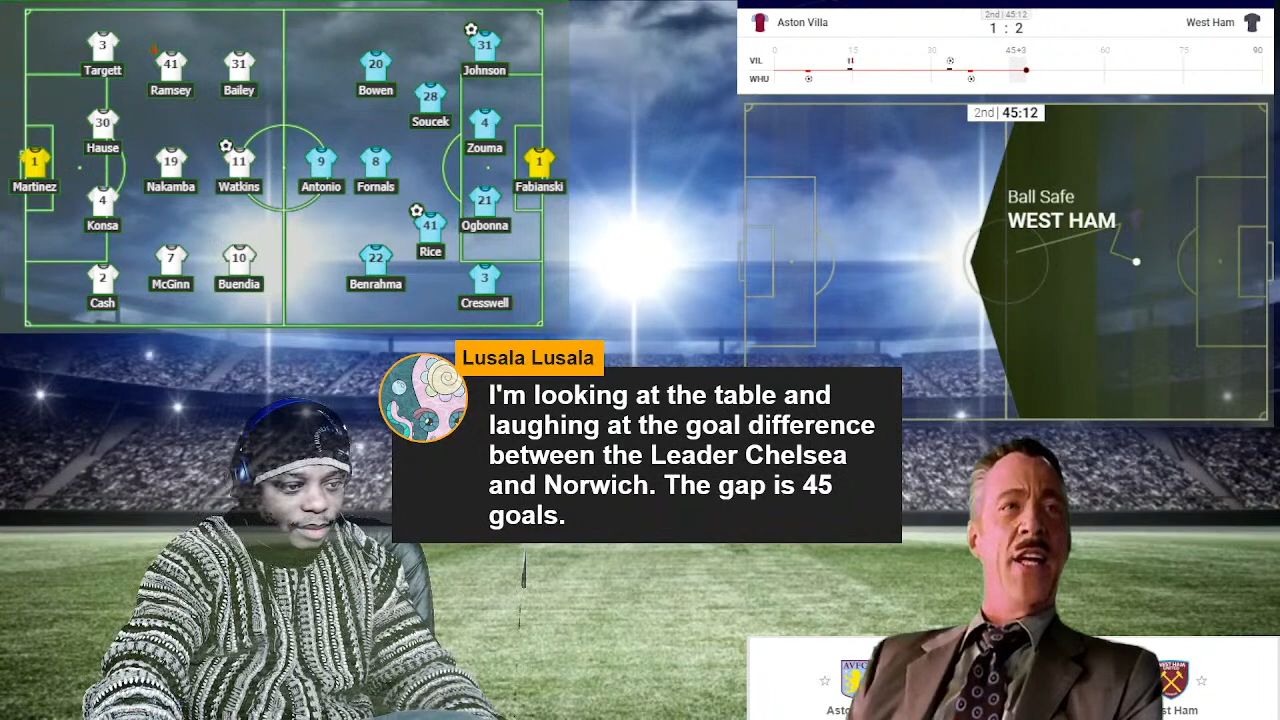 3
Targett
41
Ramsey
31
Bailey
20
Bowen
31
Johnson
28
Soucek
30
Hause
4
Zouma
1
Martinez
19
Nakamba
11
Watkins
9
Antonio
8
Fornals
1
Fabianski
4
Konsa
41
Rice
21
Ogbonna
2
Cash
7
McGinn
10
Buendia
22
Benrahma
3
Cresswell
Aston Villa
2nd | 45:12
1 : 2
West Ham
0 15 30 45+3 60 75 90
VIL
WHU
2nd | 45:12
Ball Safe
WEST HAM
Lusala Lusala
I'm looking at the table and
laughing at the goal difference
between the Leader Chelsea
and Norwich. The gap is 45
goals.
AVFC
WEST HAM
UNITED
Asto
st Ham